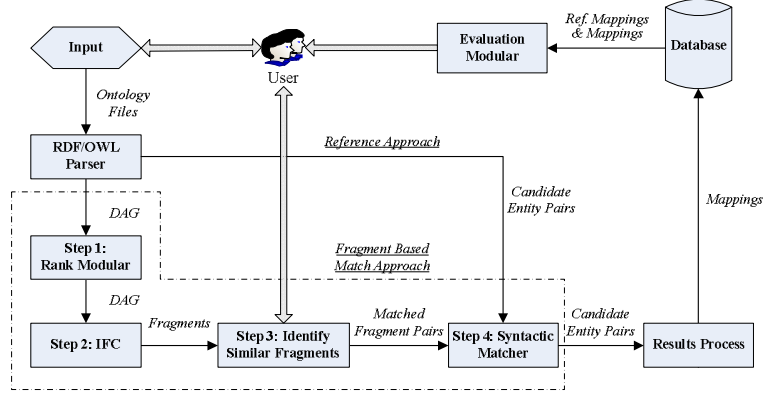 Input
User
Evaluation
Modular
Ref. Mappings
& Mappings
Database
Ontology
Files
RDF/OWL
Parser
Reference Approach
Candidate
Entity Pairs
Mappings
DAG
Step 1:
Rank Modular
Fragment Based
Match Approach
DAG
Step 2: IFC
Fragments
Step 3: Identify
Similar Fragments
Matched
Fragment Pairs
Step 4: Syntactic
Matcher
Candidate
Entity Pairs
Results Process